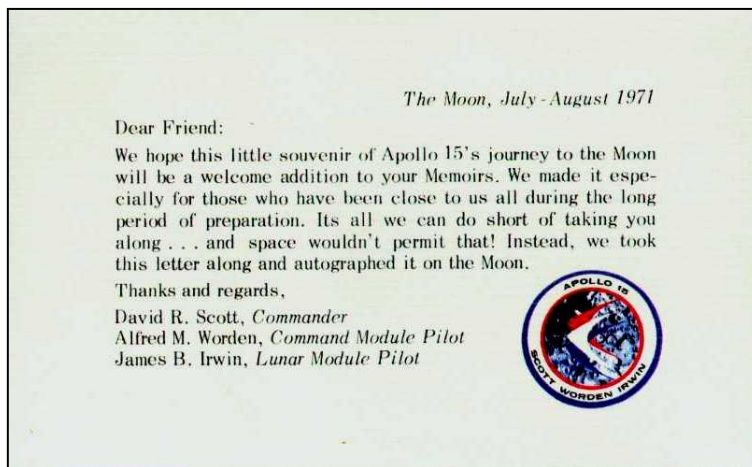 The Moon, July - August 1971
Dear Friend:
We hope this little souvenir of Apollo 15's journey to the Moon
will be a welcome addition to your Memoirs. We made it espe-
cially for those who have been close to us all during the long
period of preparation. Its all we can do short of taking you
along . . . and space wouldn't permit that! Instead, we took
this letter along and autographed it on the Moon.
Thanks and regards,
David R. Scott, Commander
Alfred M. Worden, Command Module Pilot
James B. Irwin, Lunar Module Pilot
APOLLO 15
SCOTT WORDEN IRWIN